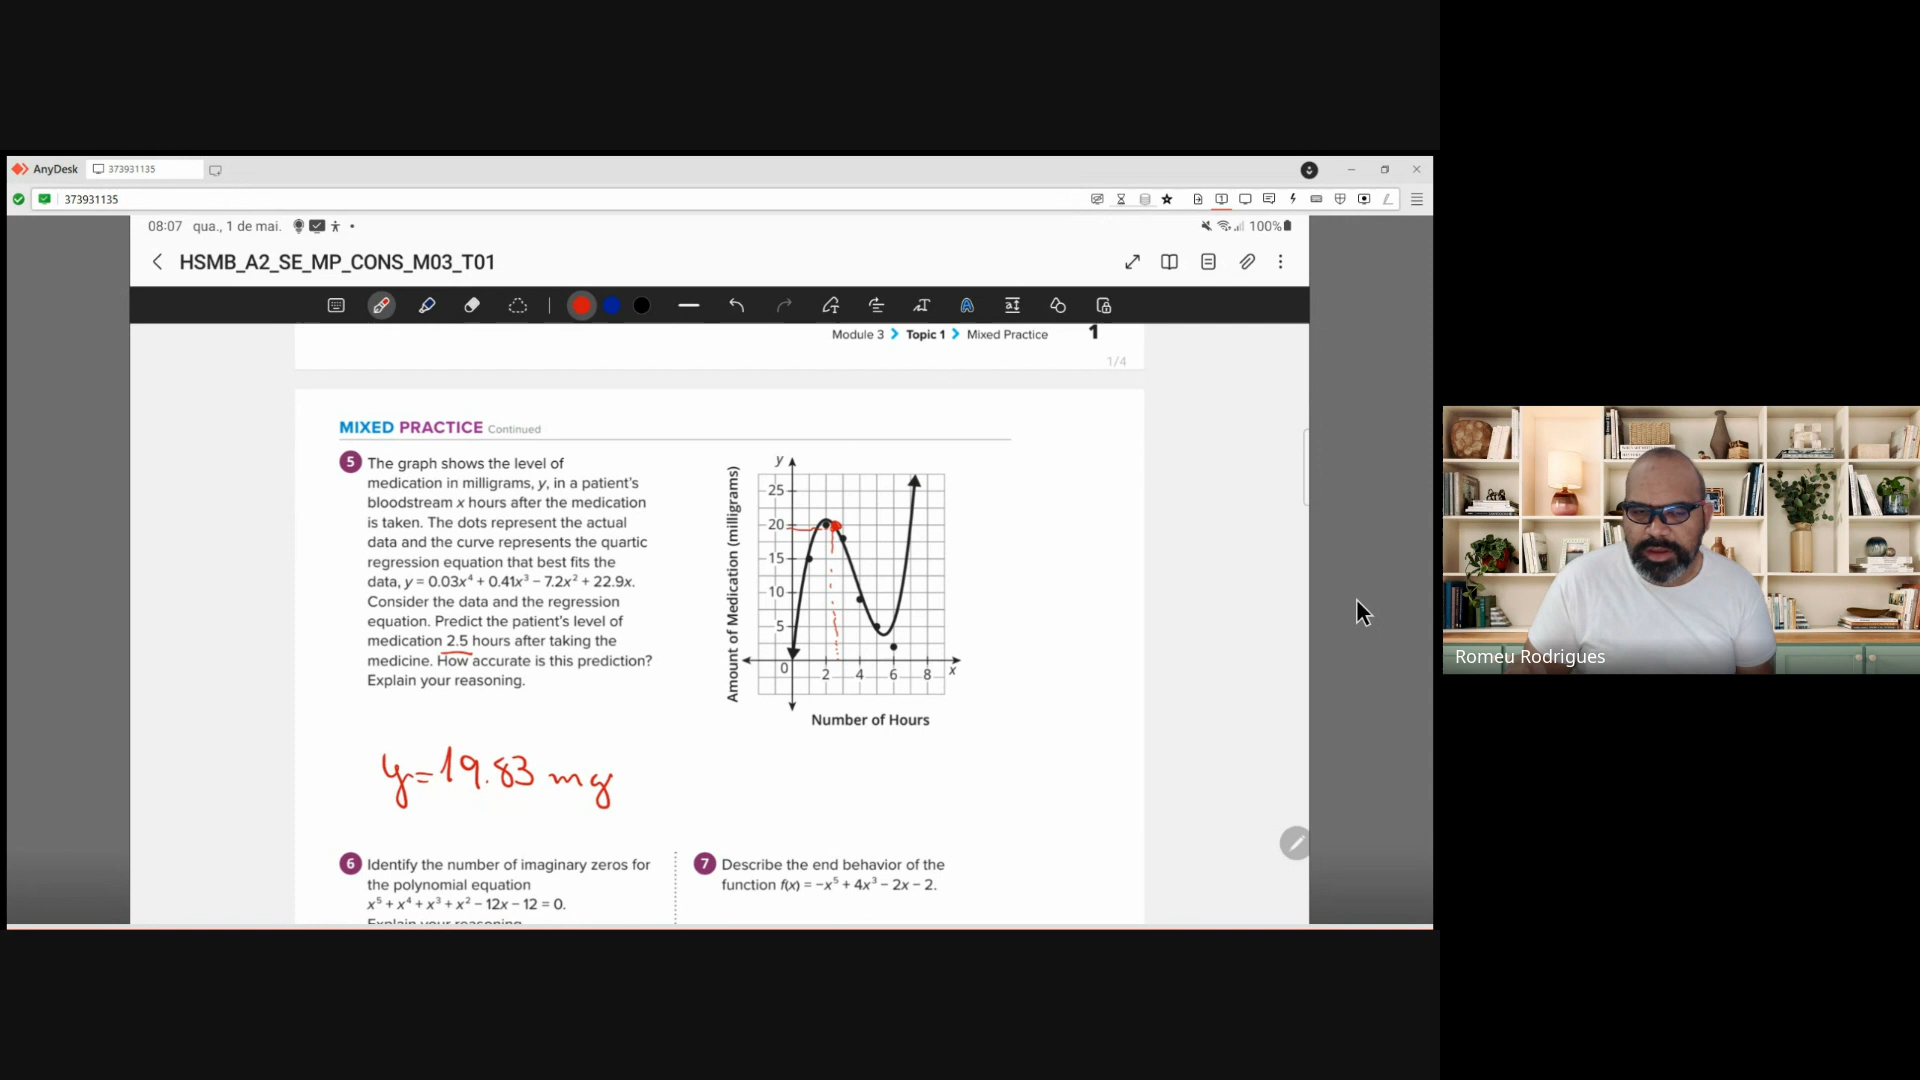 AnyDesk
373931135
373931135
08:07 qua., 1 de mai.
100%
HSMB_A2_SE_MP_CONS_M03_T01
Module 3 > Topic 1 > Mixed Practice 1
1/4
MIXED PRACTICE Continued
5 The graph shows the level of
medication in milligrams, y, in a patient's
bloodstream x hours after the medication
is taken. The dots represent the actual
data and the curve represents the quartic
regression equation that best fits the
data, y = 0.03x⁴ + 0.41x³ − 7.2x² + 22.9x.
Consider the data and the regression
equation. Predict the patient's level of
medication 2.5 hours after taking the
medicine. How accurate is this prediction?
Explain your reasoning.
Amount of Medication (milligrams)
y
25
20
15
10
5
0 2 4 6 8 x
Number of Hours
y=19.83 mg
6 Identify the number of imaginary zeros for
the polynomial equation
x⁵ + x⁴ + x³ + x² − 12x − 12 = 0.
Explain your reasoning.
7 Describe the end behavior of the
function f(x) = −x⁵ + 4x³ − 2x − 2.
Romeu Rodrigues